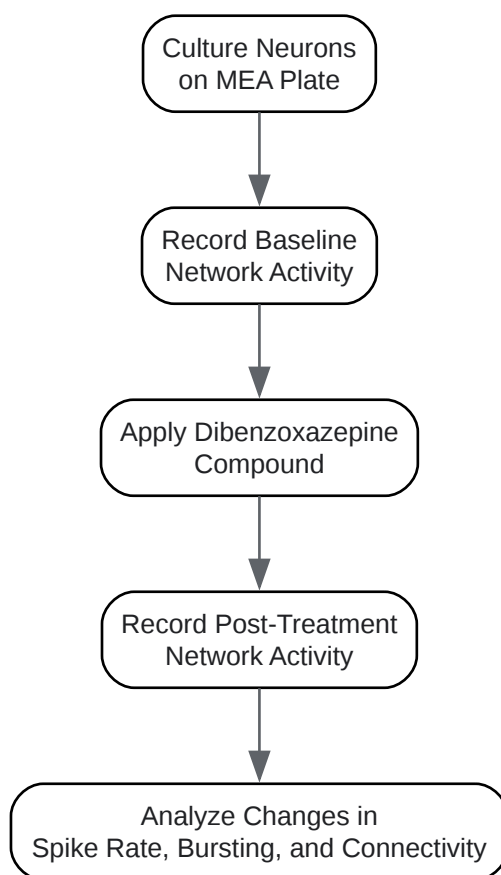 Culture Neurons
on MEA Plate
Record Baseline
Network Activity
Apply Dibenzoxazepine
Compound
Record Post-Treatment
Network Activity
Analyze Changes in
Spike Rate, Bursting, and Connectivity